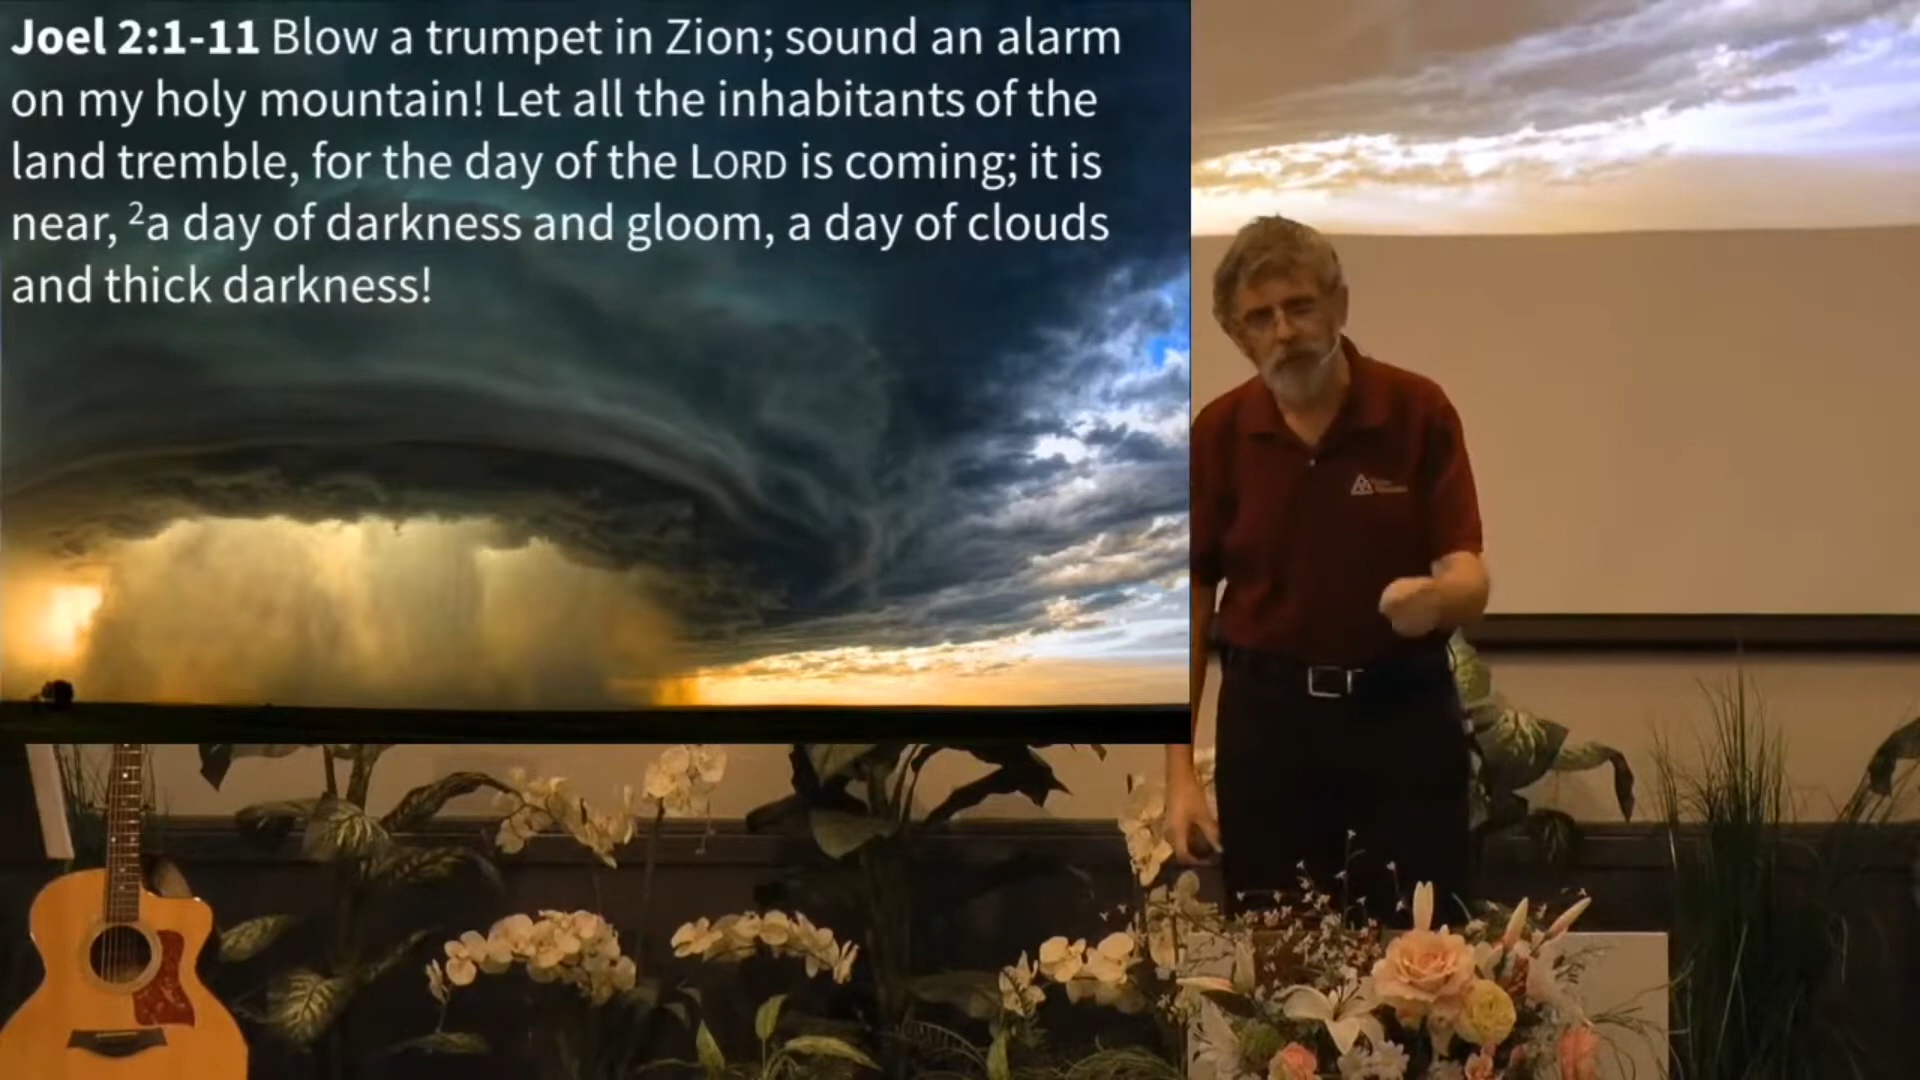 Joel 2:1-11 Blow a trumpet in Zion; sound an alarm
on my holy mountain! Let all the inhabitants of the
land tremble, for the day of the LORD is coming; it is
near, ²a day of darkness and gloom, a day of clouds
and thick darkness!